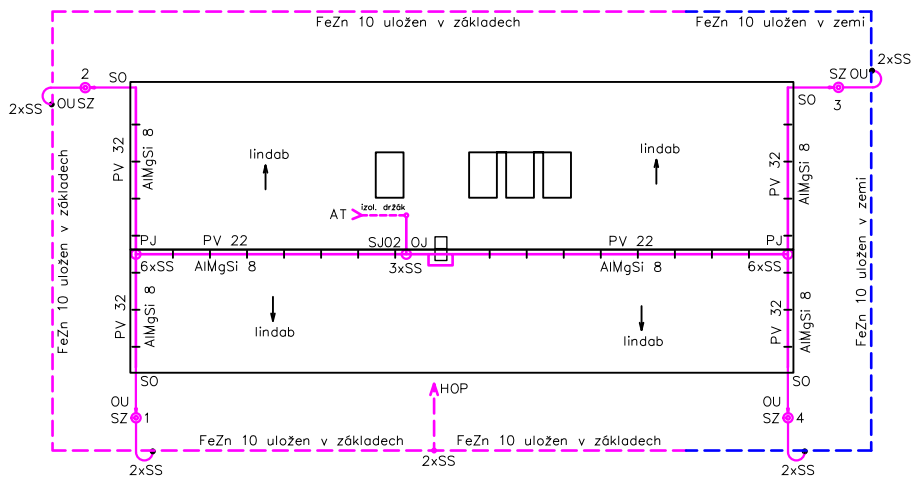 FeZn 10 uložen v základech
FeZn 10 uložen v zemi
2
SO
SZ OU
2xSS
2xSS
OU SZ
SO
3
PV 32
AlMgSi 8
lindab
lindab
PV 32
AlMgSi 8
FeZn 10 uložen v základech
FeZn 10 uložen v zemi
izol. držák
AT
PJ
PV 22
SJ02
OJ
PV 22
PJ
6xSS
AlMgSi 8
3xSS
AlMgSi 8
6xSS
PV 32
AlMgSi 8
lindab
lindab
PV 32
AlMgSi 8
SO
HOP
SO
OU
SZ
1
OU
SZ
4
FeZn 10 uložen v základech
FeZn 10 uložen v základech
2xSS
2xSS
2xSS